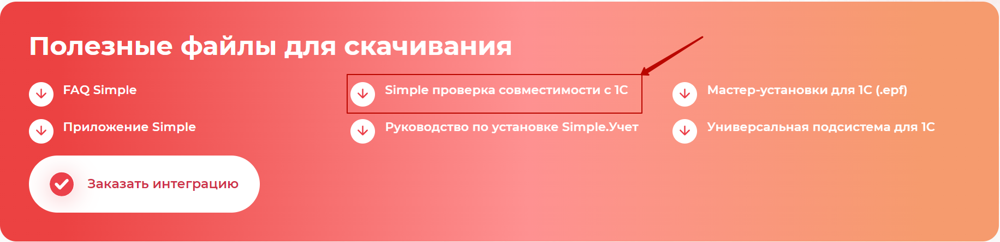 Полезные файлы для скачивания
FAQ Simple
Simple проверка совместимости с 1С
Мастер-установки для 1С (.epf)
Приложение Simple
Руководство по установке Simple.Учет
Универсальная подсистема для 1С
Заказать интеграцию